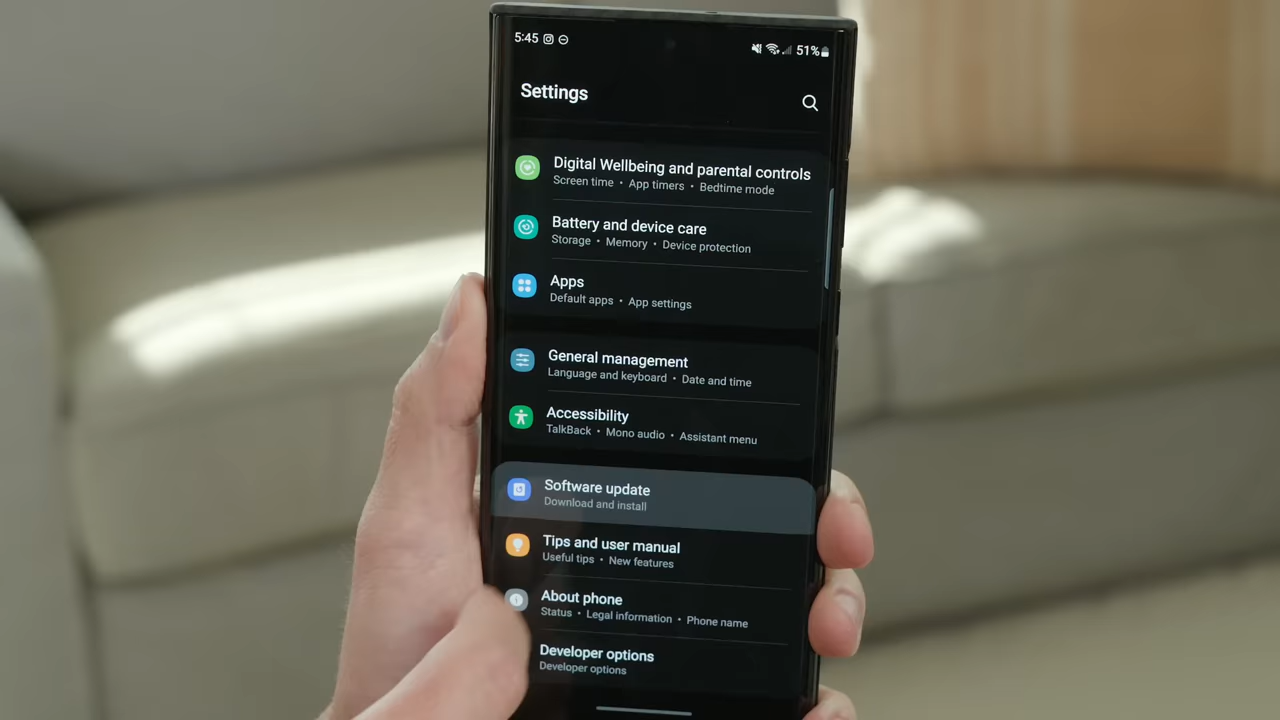 5:45
51%
Settings
Digital Wellbeing and parental controls
Screen time • App timers • Bedtime mode
Battery and device care
Storage • Memory • Device protection
Apps
Default apps • App settings
General management
Language and keyboard • Date and time
Accessibility
TalkBack • Mono audio • Assistant menu
Software update
Download and install
Tips and user manual
Useful tips • New features
About phone
Status • Legal information • Phone name
Developer options
Developer options